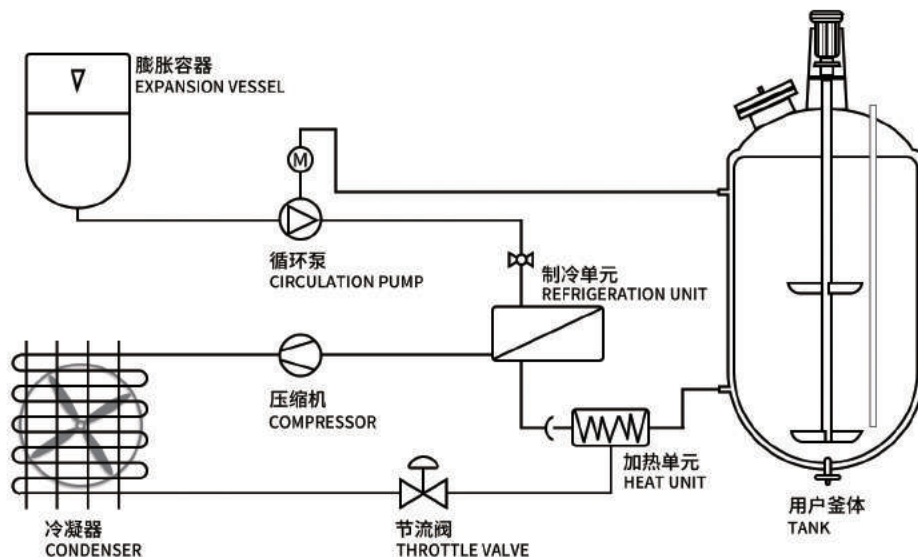 膨胀容器
EXPANSION VESSEL
M
循环泵
CIRCULATION PUMP
制冷单元
REFRIGERATION UNIT
压缩机
COMPRESSOR
加热单元
HEAT UNIT
冷凝器
CONDENSER
节流阀
THROTTLE VALVE
用户釜体
TANK